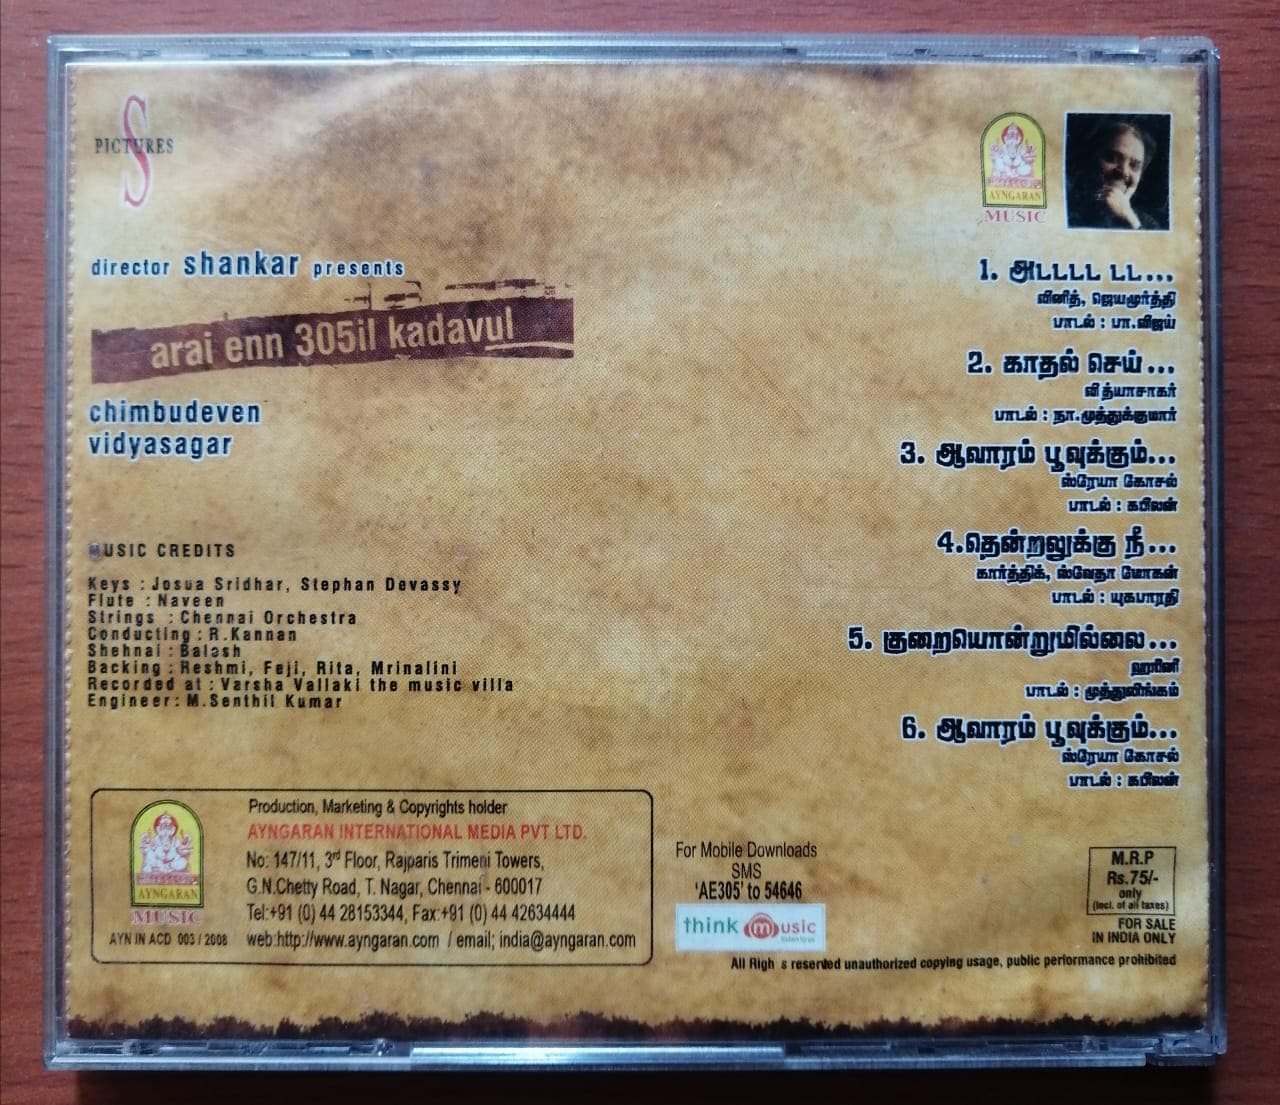 S
PICTURES
director shankar presents
arai enn 305il kadavul
chimbudeven
vidyasagar
MUSIC CREDITS
Keys : Josua Sridhar, Stephan Devassy
Flute : Naveen
Strings : Chennai Orchestra
Conducting : R.Kannan
Shehnai : Balash
Backing : Reshmi, Feji, Rita, Mrinalini
Recorded at : Varsha Vallaki the music villa
Engineer : M.Senthil Kumar
AYNGARAN
MUSIC
1. அடடடட டட...
வினித், ஜெயமூர்த்தி
பாடல் : பா.விஜய்
2. காதல் செய்...
வித்யாசாகர்
பாடல் : நா.முத்துக்குமார்
3. ஆவாரம் பூவுக்கும்...
ஸ்ரேயா கோசல்
பாடல் : கபிலன்
4.தென்றலுக்கு நீ...
கார்த்திக், ஸ்வேதா மோகன்
பாடல் : யுகபாரதி
5. குறையொன்றுமில்லை...
ஹரிணி
பாடல் : முத்துலிங்கம்
6. ஆவாரம் பூவுக்கும்...
ஸ்ரேயா கோசல்
பாடல் : கபிலன்
AYNGARAN
MUSIC
AYN IN ACD 003 / 2008
Production, Marketing & Copyrights holder
AYNGARAN INTERNATIONAL MEDIA PVT LTD.
No: 147/11, 3rd Floor, Rajparis Trimeni Towers,
G.N.Chetty Road, T. Nagar, Chennai - 600017
Tel:+91 (0) 44 28153344, Fax:+91 (0) 44 42634444
web:http://www.ayngaran.com / email; india@ayngaran.com
For Mobile Downloads
SMS
'AE305' to 54646
think music
M.R.P
Rs.75/-
only
(Incl. of all taxes)
FOR SALE
IN INDIA ONLY
All Righ s reserved unauthorized copying usage, public performance prohibited